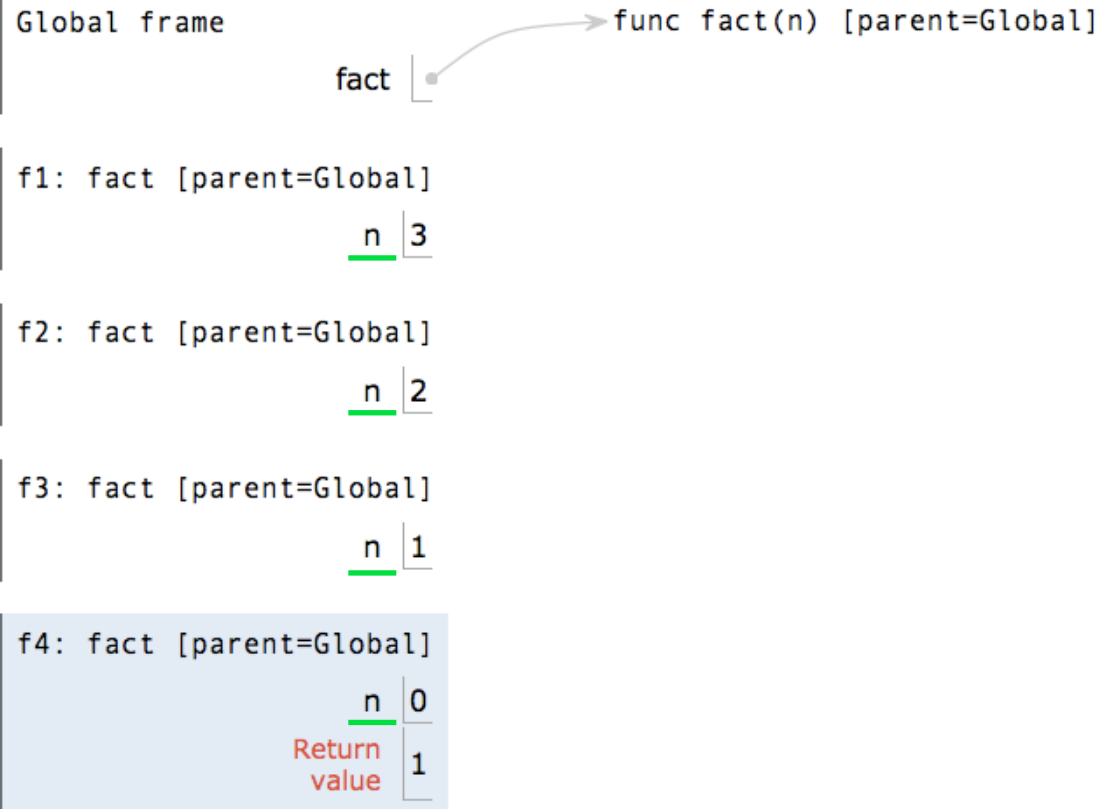 Global frame
func fact(n) [parent=Global]
fact
f1: fact [parent=Global]
n 3
f2: fact [parent=Global]
n 2
f3: fact [parent=Global]
n 1
f4: fact [parent=Global]
n 0
Return
value 1